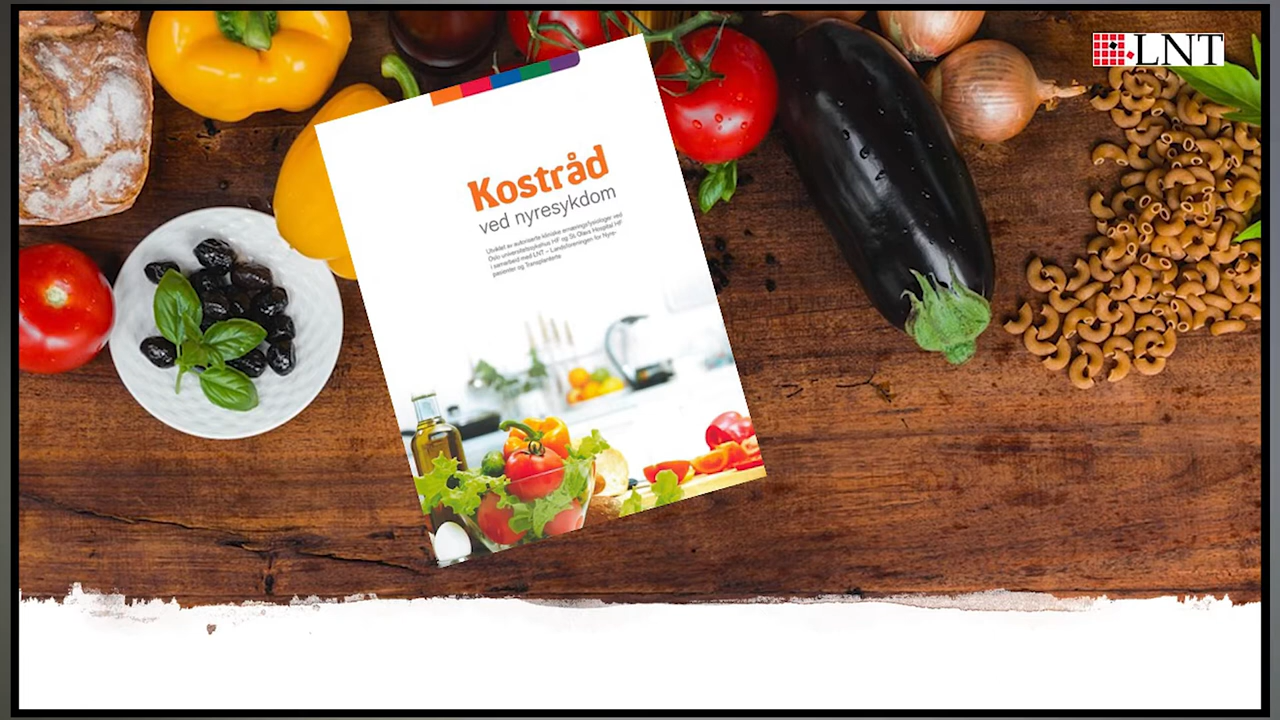 LNT
Kostråd
ved nyresykdom
Utviklet av autoriserte kliniske ernæringsfysiologer ved
Oslo universitetssykehus HF og St. Olavs Hospital HF
i samarbeid med LNT – Landsforeningen for Nyre-
pasienter og Transplanterte